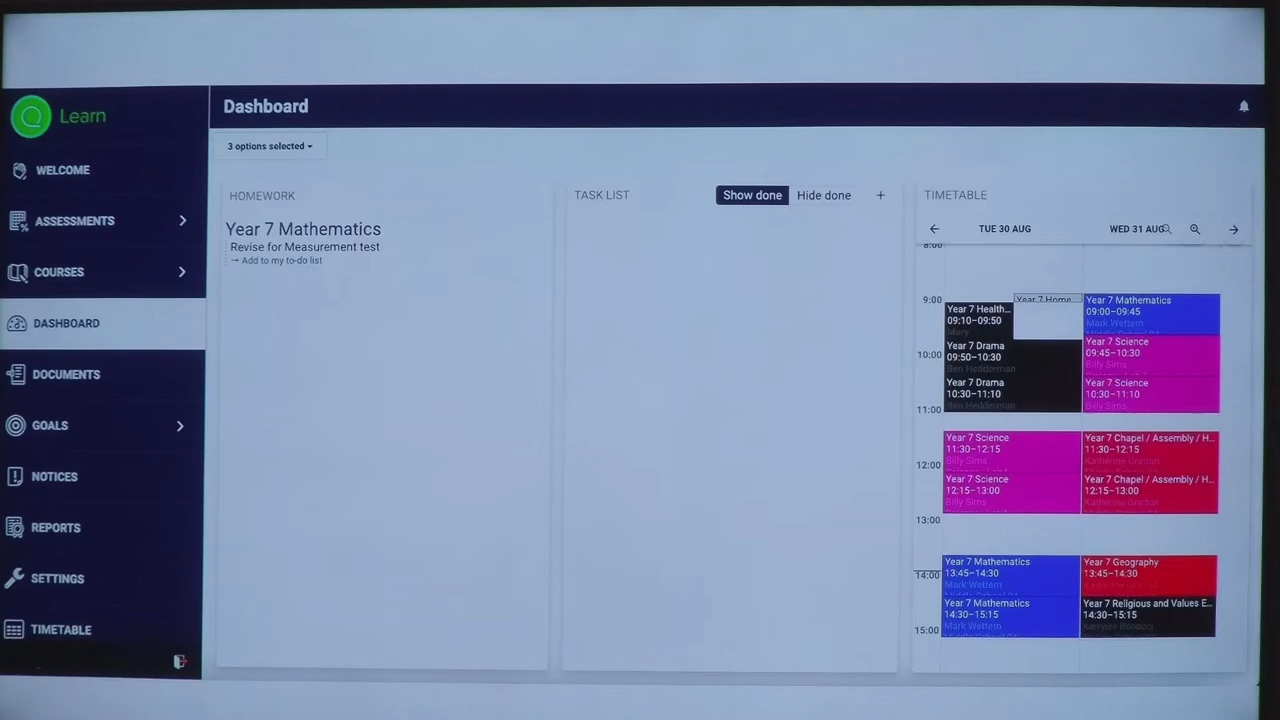 Learn
WELCOME
ASSESSMENTS
COURSES
DASHBOARD
DOCUMENTS
GOALS
NOTICES
REPORTS
SETTINGS
TIMETABLE
Dashboard
3 options selected
HOMEWORK
Year 7 Mathematics
Revise for Measurement test
→ Add to my to-do list
TASK LIST
Show done
Hide done
+
TIMETABLE
TUE 30 AUG
WED 31 AUG
8:00
9:00
10:00
11:00
12:00
13:00
14:00
15:00
Year 7 Home
Year 7 Health...
09:10–09:50
Year 7 Drama
09:50–10:30
Ben Hedderman
Year 7 Drama
10:30–11:10
Ben Hedderman
Year 7 Science
11:30–12:15
Billy Sims
Year 7 Science
12:15–13:00
Billy Sims
Year 7 Mathematics
13:45–14:30
Mark Wettern
Year 7 Mathematics
14:30–15:15
Mark Wettern
Year 7 Mathematics
09:00–09:45
Mark Wettern
Year 7 Science
09:45–10:30
Billy Sims
Year 7 Science
10:30–11:10
Billy Sims
Year 7 Chapel / Assembly / H...
11:30–12:15
Year 7 Chapel / Assembly / H...
12:15–13:00
Year 7 Geography
13:45–14:30
Year 7 Religious and Values E...
14:30–15:15